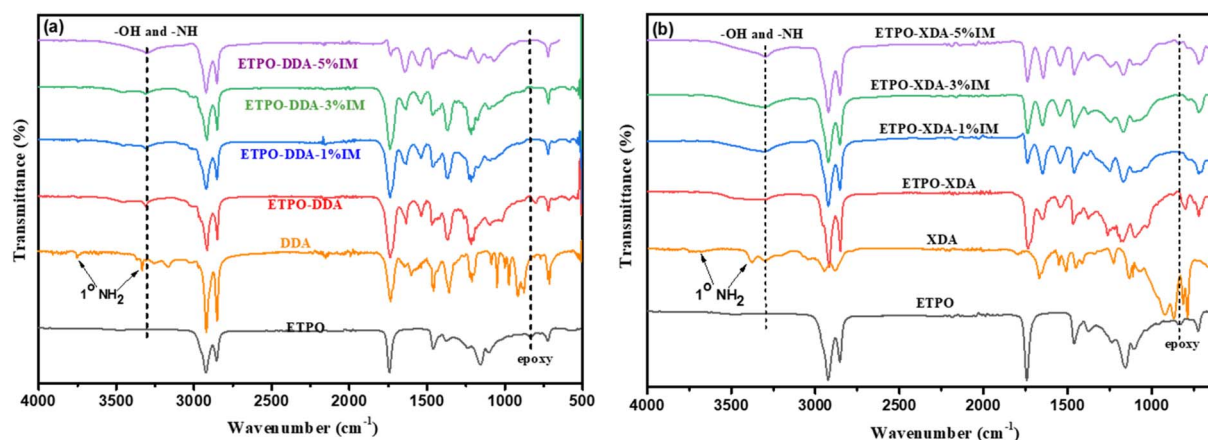 (a)
-OH and -NH
ETPO-DDA-5%IM
ETPO-DDA-3%IM
ETPO-DDA-1%IM
ETPO-DDA
DDA
1° NH2
ETPO
epoxy
Transmittance (%)
4000 3500 3000 2500 2000 1500 1000 500
Wavenumber (cm-1)
(b)
-OH and -NH
ETPO-XDA-5%IM
ETPO-XDA-3%IM
ETPO-XDA-1%IM
ETPO-XDA
XDA
1° NH2
ETPO
epoxy
Transmittance (%)
4000 3500 3000 2500 2000 1500 1000
Wavenumber (cm-1)